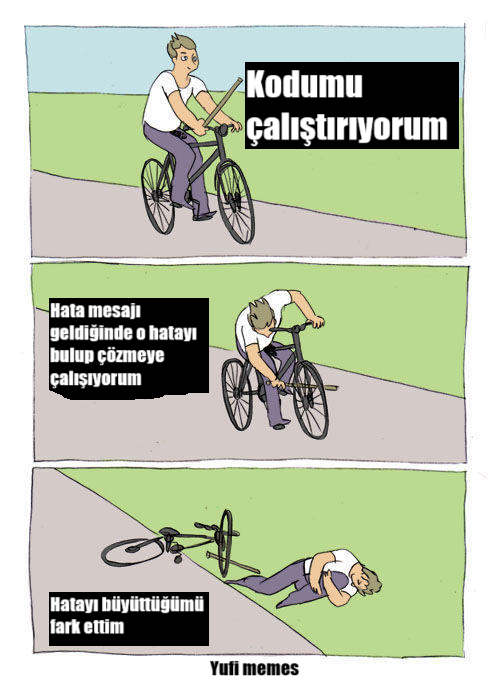 Kodumu
çalıştırıyorum
Hata mesajı
geldiğinde o hatayı
bulup çözmeye
çalışıyorum
Hatayı büyüttüğümü
fark ettim
Yufi memes